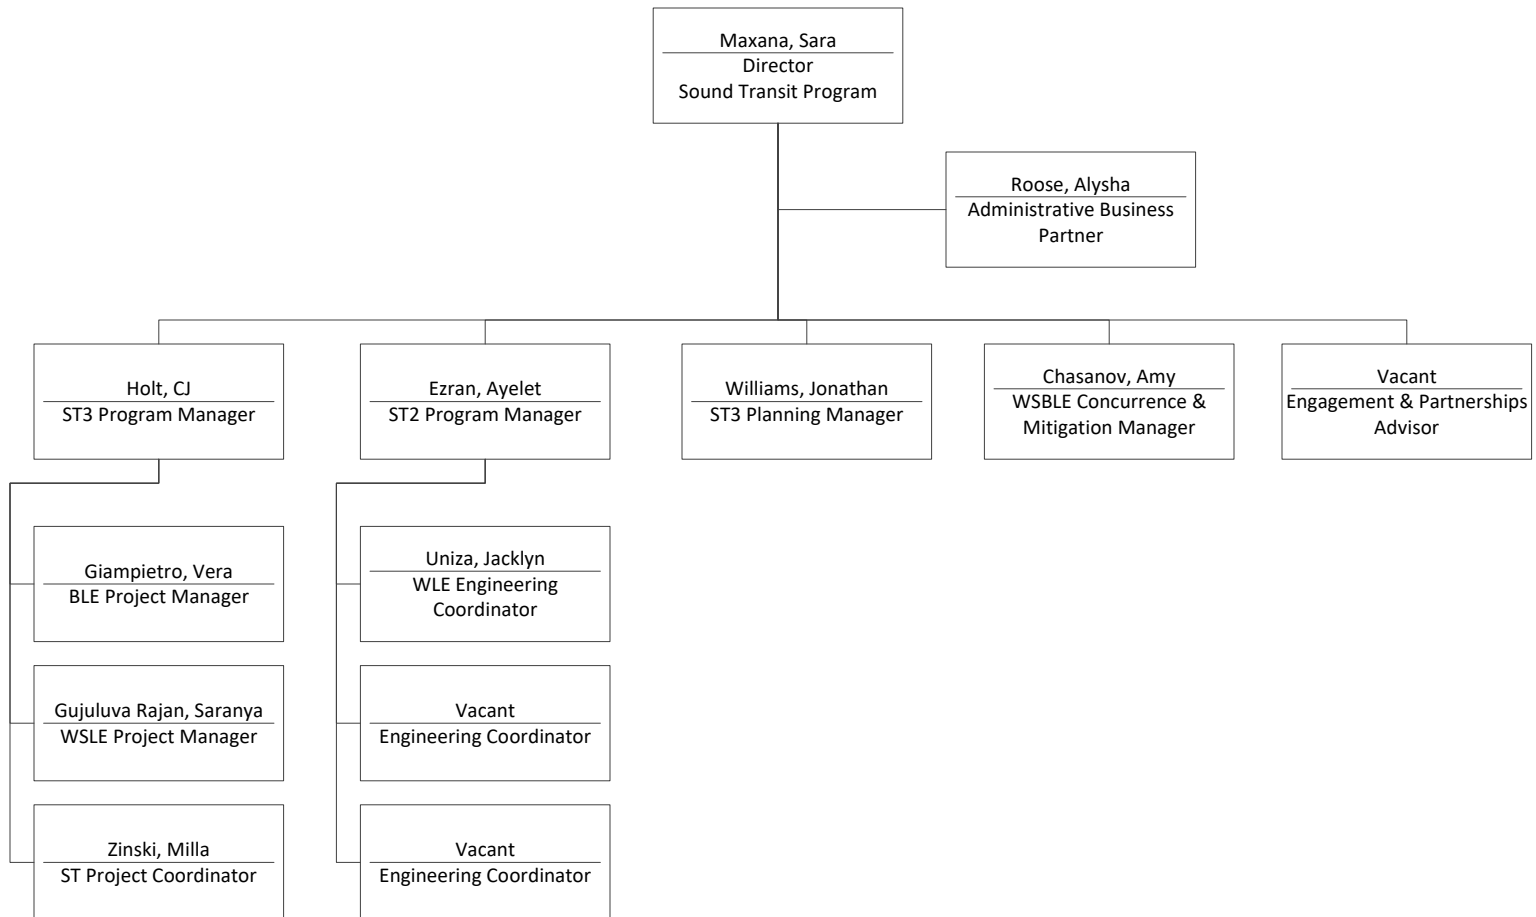 Maxana, Sara
Director
Sound Transit Program
Roose, Alysha
Administrative Business
Partner
Holt, CJ
ST3 Program Manager
Ezran, Ayelet
ST2 Program Manager
Williams, Jonathan
ST3 Planning Manager
Chasanov, Amy
WSBLE Concurrence &
Mitigation Manager
Vacant
Engagement & Partnerships
Advisor
Giampietro, Vera
BLE Project Manager
Uniza, Jacklyn
WLE Engineering
Coordinator
Gujuluva Rajan, Saranya
WSLE Project Manager
Vacant
Engineering Coordinator
Zinski, Milla
ST Project Coordinator
Vacant
Engineering Coordinator